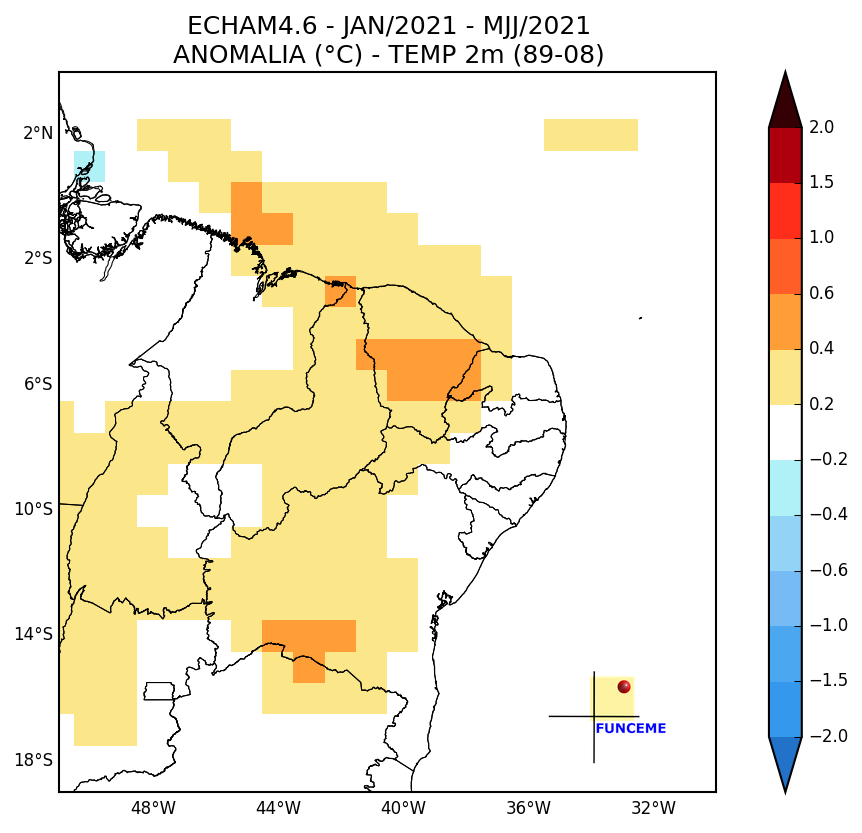 ECHAM4.6 - JAN/2021 - MJJ/2021
ANOMALIA (°C) - TEMP 2m (89-08)
2°N
2°S
6°S
10°S
14°S
18°S
48°W 44°W 40°W 36°W 32°W
2.0
1.5
1.0
0.6
0.4
0.2
−0.2
−0.4
−0.6
−1.0
−1.5
−2.0
FUNCEME